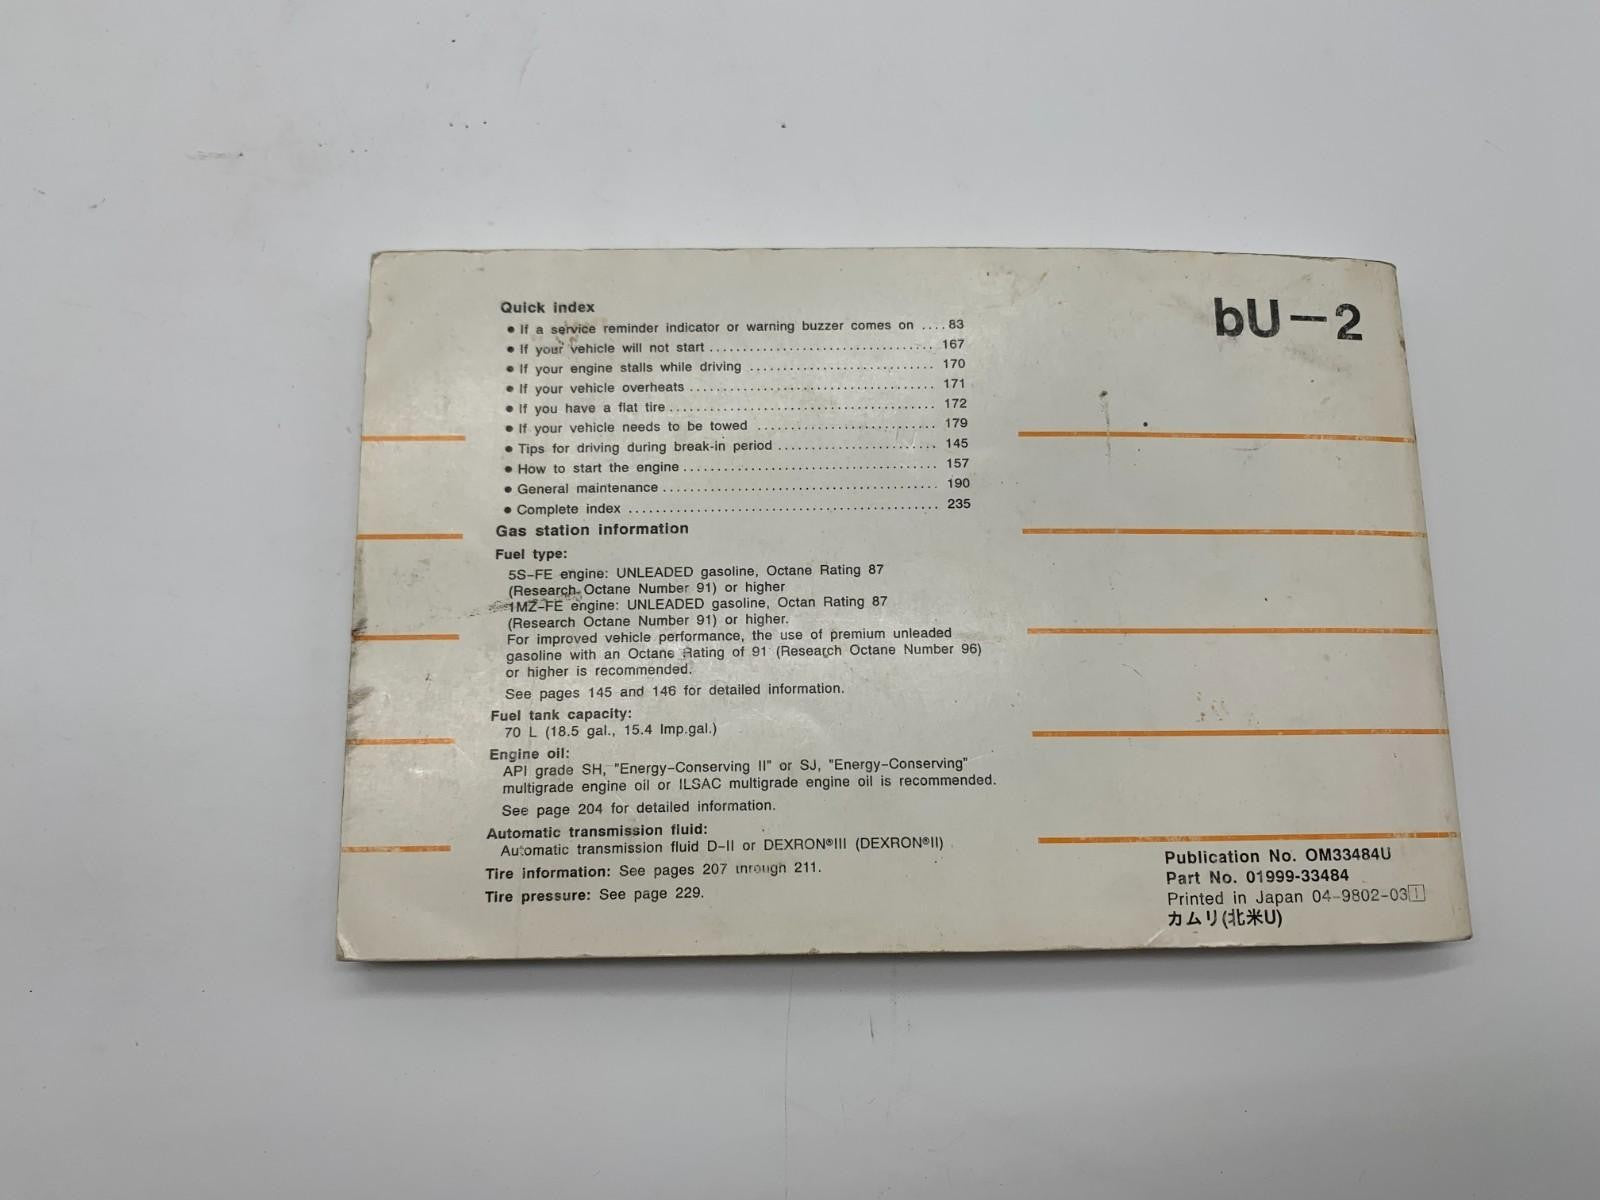 Quick index
● If a service reminder indicator or warning buzzer comes on ....83
● If your vehicle will not start .................................. 167
● If your engine stalls while driving ............................ 170
● If your vehicle overheats ..................................... 171
● If you have a flat tire ........................................ 172
● If your vehicle needs to be towed ........................... 179
● Tips for driving during break-in period ........................ 145
● How to start the engine ...................................... 157
● General maintenance ......................................... 190
● Complete index .............................................. 235
Gas station information
Fuel type:
5S-FE engine: UNLEADED gasoline, Octane Rating 87
(Research Octane Number 91) or higher
1MZ-FE engine: UNLEADED gasoline, Octan Rating 87
(Research Octane Number 91) or higher.
For improved vehicle performance, the use of premium unleaded
gasoline with an Octane Rating of 91 (Research Octane Number 96)
or higher is recommended.
See pages 145 and 146 for detailed information.
Fuel tank capacity:
70 L (18.5 gal., 15.4 Imp.gal.)
Engine oil:
API grade SH, "Energy-Conserving II" or SJ, "Energy-Conserving"
multigrade engine oil or ILSAC multigrade engine oil is recommended.
See page 204 for detailed information.
Automatic transmission fluid:
Automatic transmission fluid D-II or DEXRON®III (DEXRON®II)
Tire information: See pages 207 through 211.
Tire pressure: See page 229.
bU-2
Publication No. OM33484U
Part No. 01999-33484
Printed in Japan 04-9802-03 1
カムリ(北米U)